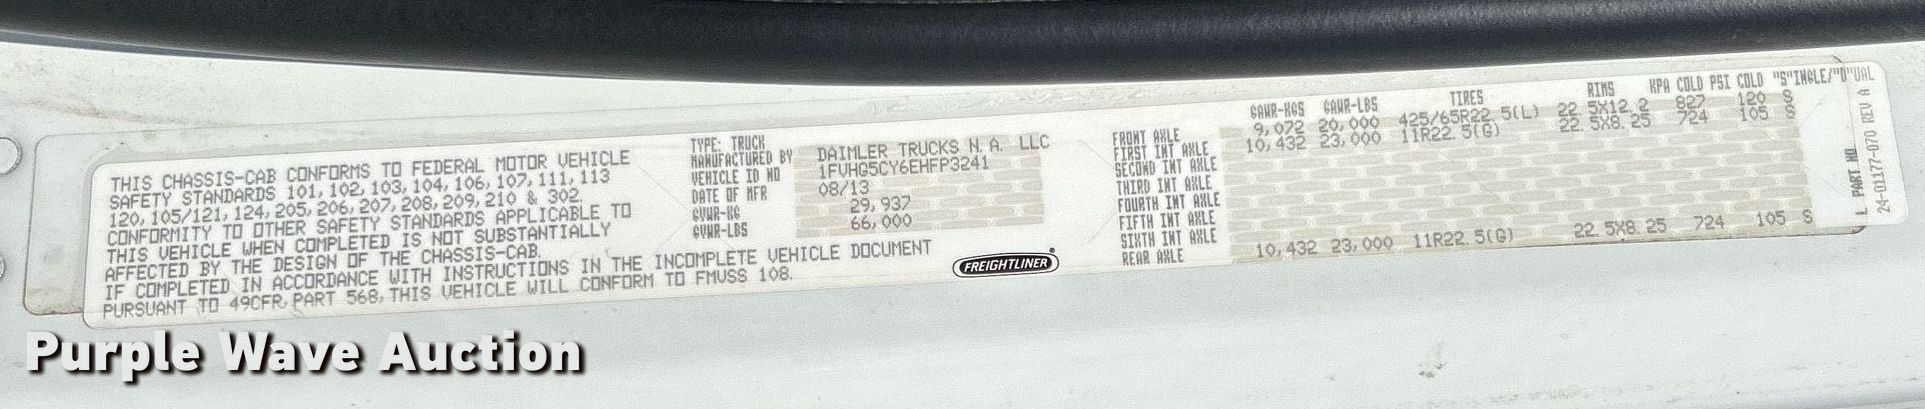 THIS CHASSIS-CAB CONFORMS TO FEDERAL MOTOR VEHICLE
SAFETY STANDARDS 101, 102, 103, 104, 106, 107, 111, 113
120, 105/121, 124, 205, 206, 207, 208, 209, 210 & 302.
CONFORMITY TO OTHER SAFETY STANDARDS APPLICABLE TO
THIS VEHICLE WHEN COMPLETED IS NOT SUBSTANTIALLY
AFFECTED BY THE DESIGN OF THE CHASSIS-CAB.
IF COMPLETED IN ACCORDANCE WITH INSTRUCTIONS IN THE INCOMPLETE VEHICLE DOCUMENT
PURSUANT TO 49CFR, PART 568, THIS VEHICLE WILL CONFORM TO FMVSS 108.
TYPE: TRUCK
MANUFACTURED BY DAIMLER TRUCKS N. A. LLC
VEHICLE ID NO 1FVHG5CY6EHFP3241
DATE OF MFR 08/13
GVWR-KG 29,937
GVWR-LBS 66,000
FREIGHTLINER
GAWR-KGS GAWR-LBS TIRES RIMS KPA COLD PSI COLD "S"INGLE/"D"UAL
FRONT AXLE 9,072 20,000 425/65R22.5(L) 22.5X12.2 827 120 S
FIRST INT AXLE 10,432 23,000 11R22.5(G) 22.5X8.25 724 105 S
SECOND INT AXLE
THIRD INT AXLE
FOURTH INT AXLE
FIFTH INT AXLE
SIXTH INT AXLE
REAR AXLE 10,432 23,000 11R22.5(G) 22.5X8.25 724 105 S
L PART NO
24-01177-070 REV A
Purple Wave Auction